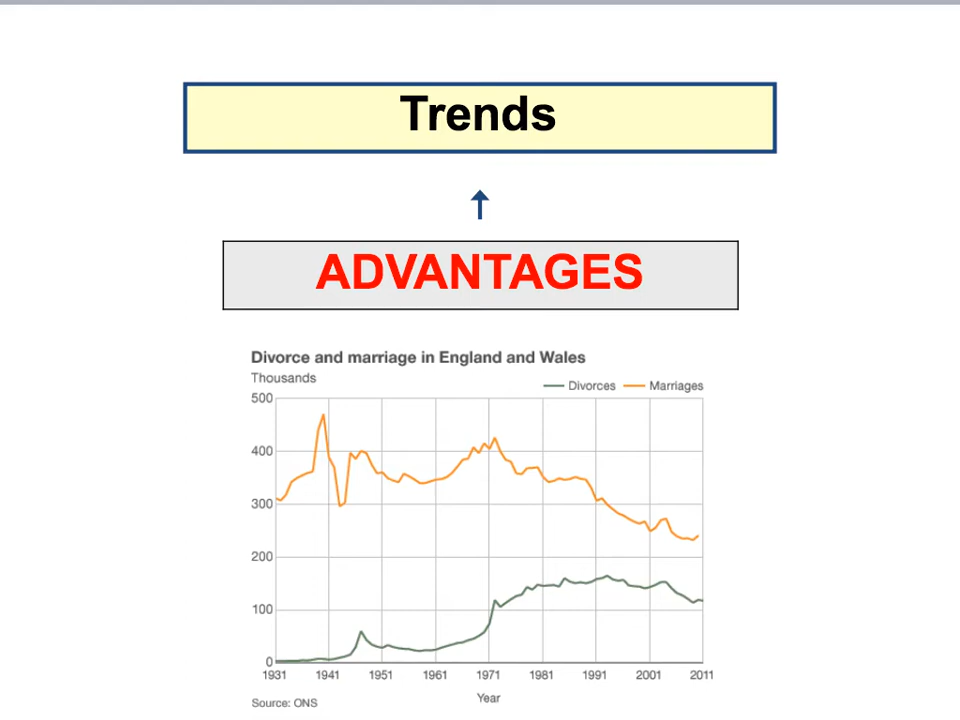 Trends
ADVANTAGES
Divorce and marriage in England and Wales
Thousands
Divorces Marriages
500
400
300
200
100
0
1931 1941 1951 1961 1971 1981 1991 2001 2011
Year
Source: ONS